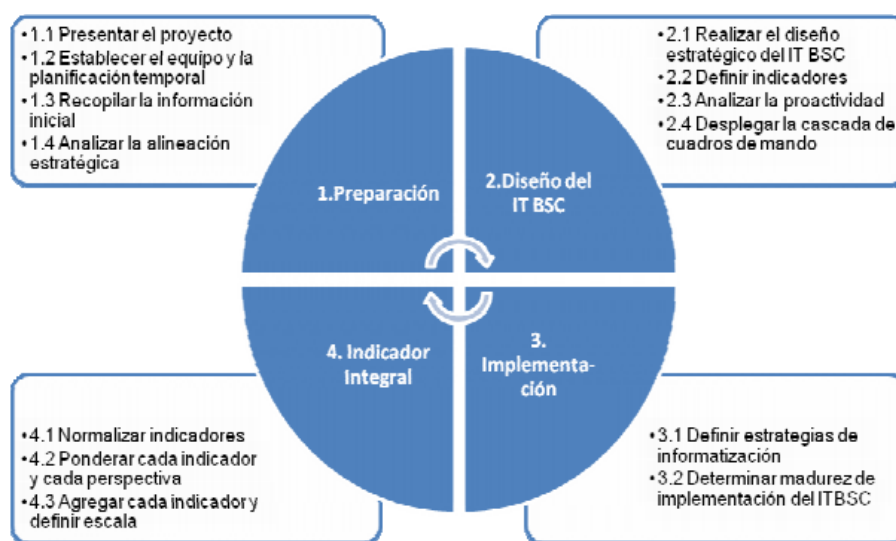 •1.1 Presentar el proyecto
•1.2 Establecer el equipo y la
planificación temporal
•1.3 Recopilar la información
inicial
•1.4 Analizar la alineación
estratégica
•2.1 Realizar el diseño
estratégico del IT BSC
•2.2 Definir indicadores
•2.3 Analizar la proactividad
•2.4 Desplegar la cascada de
cuadros de mando
1.Preparación
2.Diseño del
IT BSC
4. Indicador
Integral
3.
Implementa-
ción
•4.1 Normalizar indicadores
•4.2 Ponderar cada indicador
y cada perspectiva
•4.3 Agregar cada indicador y
definir escala
•3.1 Definir estrategias de
informatización
•3.2 Determinar madurez de
implementación del ITBSC